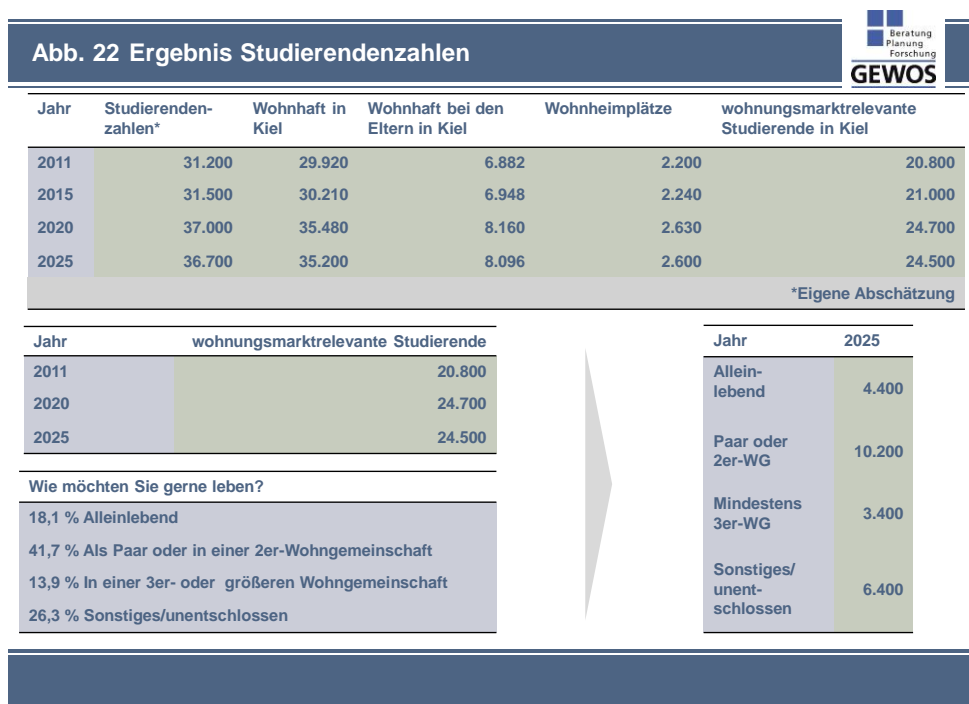 Abb. 22 Ergebnis Studierendenzahlen
Beratung
Planung
Forschung
GEWOS
Jahr Studierenden- Wohnhaft in Wohnhaft bei den Wohnheimplätze wohnungsmarktrelevante
zahlen* Kiel Eltern in Kiel Studierende in Kiel
2011 31.200 29.920 6.882 2.200 20.800
2015 31.500 30.210 6.948 2.240 21.000
2020 37.000 35.480 8.160 2.630 24.700
2025 36.700 35.200 8.096 2.600 24.500
*Eigene Abschätzung
Jahr wohnungsmarktrelevante Studierende
2011 20.800
2020 24.700
2025 24.500
Wie möchten Sie gerne leben?
18,1 % Alleinlebend
41,7 % Als Paar oder in einer 2er-Wohngemeinschaft
13,9 % In einer 3er- oder größeren Wohngemeinschaft
26,3 % Sonstiges/unentschlossen
Jahr 2025
Allein-
lebend 4.400
Paar oder
2er-WG 10.200
Mindestens
3er-WG 3.400
Sonstiges/
unent- 6.400
schlossen